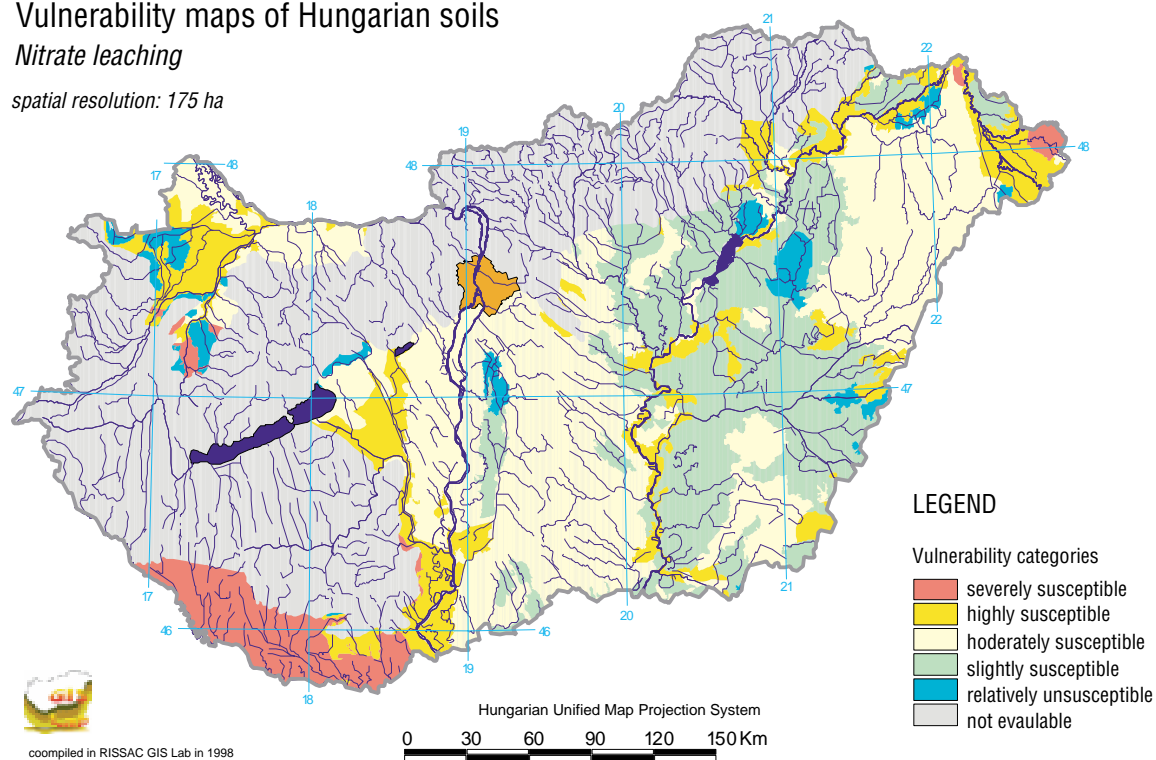 Vulnerability maps of Hungarian soils
Nitrate leaching
spatial resolution: 175 ha
21
22
20
19
48
48
48
17
18
22
47
47
17
18
46
46
19
20
21
LEGEND
Vulnerability categories
severely susceptible
highly susceptible
hoderately susceptible
slightly susceptible
relatively unsusceptible
not evaulable
GIS
Hungarian Unified Map Projection System
0 30 60 90 120 150 Km
coompiled in RISSAC GIS Lab in 1998